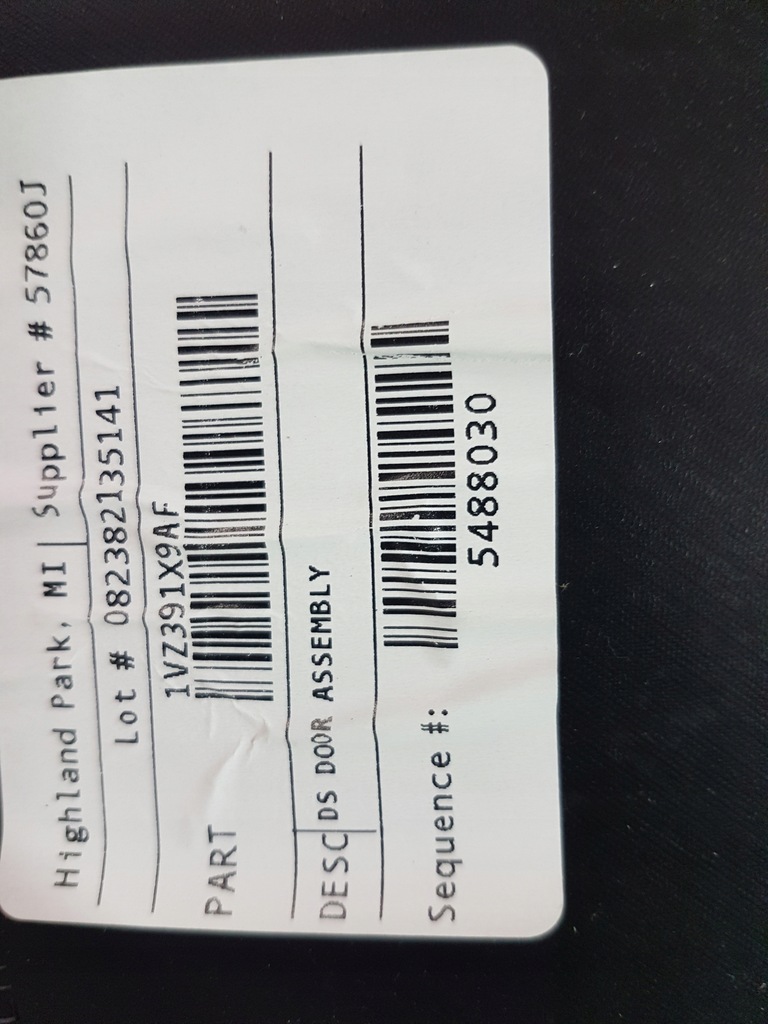 Highland Park, MI | Supplier # 57860J
Lot # 082382135141
1VZ391X9AF
PART
DESC DS DOOR ASSEMBLY
Sequence #:
5488030